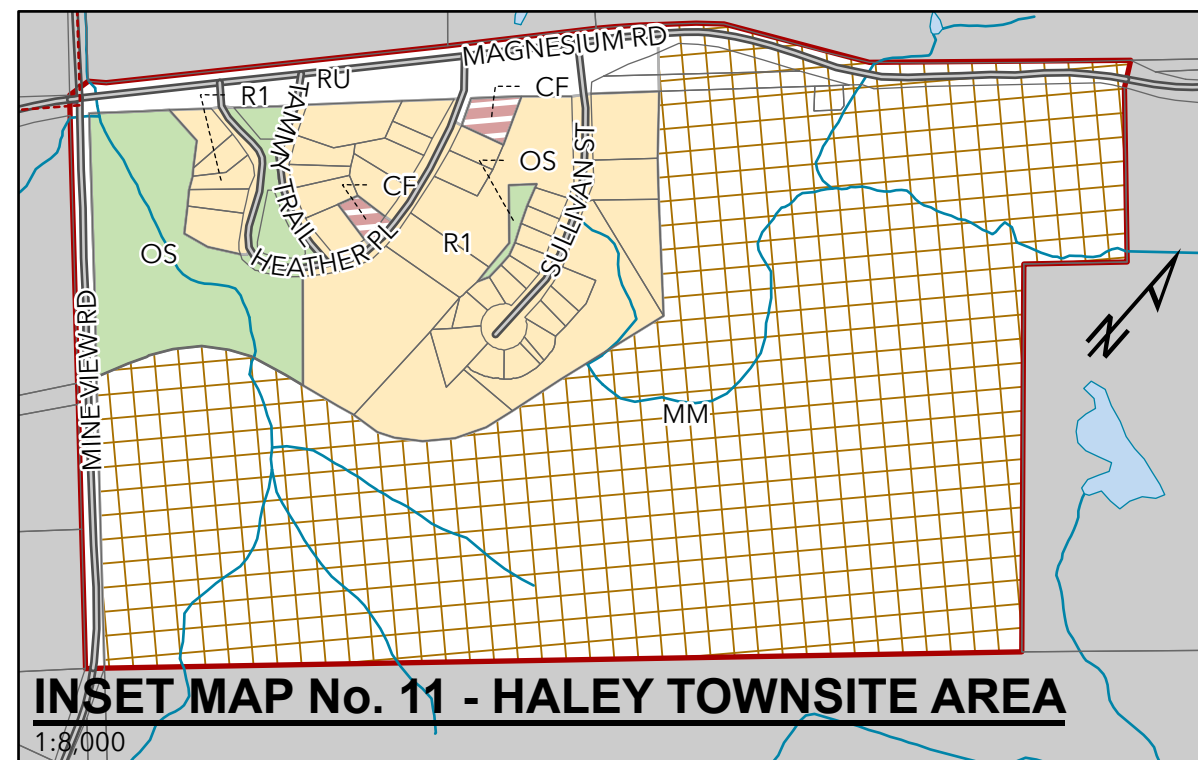 MAGNESIUM RD
RU
R1
CF
TAMMY TRAIL
OS
SULLIVAN ST
CF
R1
OS
HEATHER PL
MINE VIEW RD
MM
N
INSET MAP No. 11 - HALEY TOWNSITE AREA
1:8,000